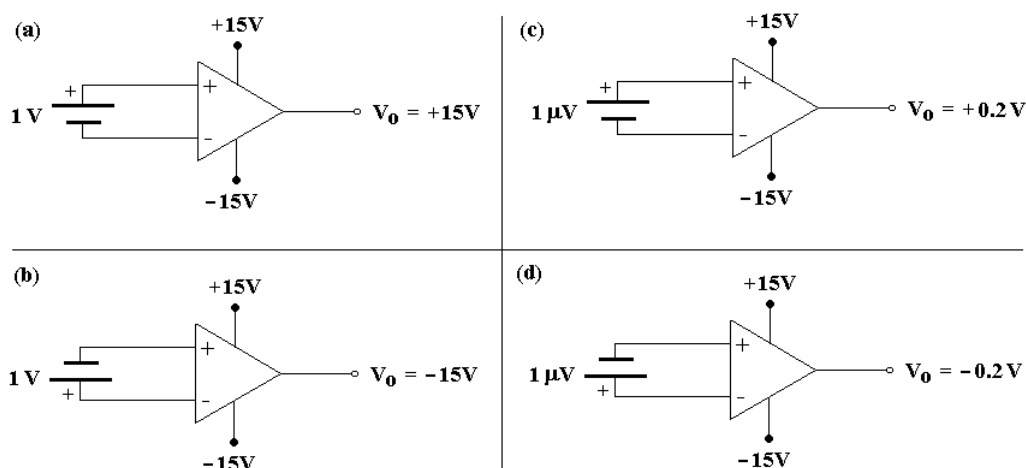 (a)
+15V
+
1 V
+
-
V₀ = +15V
−15V
(c)
+15V
+
1 μV
+
-
V₀ = +0.2 V
−15V
(b)
+15V
1 V
+
+
-
V₀ = −15V
−15V
(d)
+15V
1 μV
+
+
-
V₀ = −0.2 V
−15V